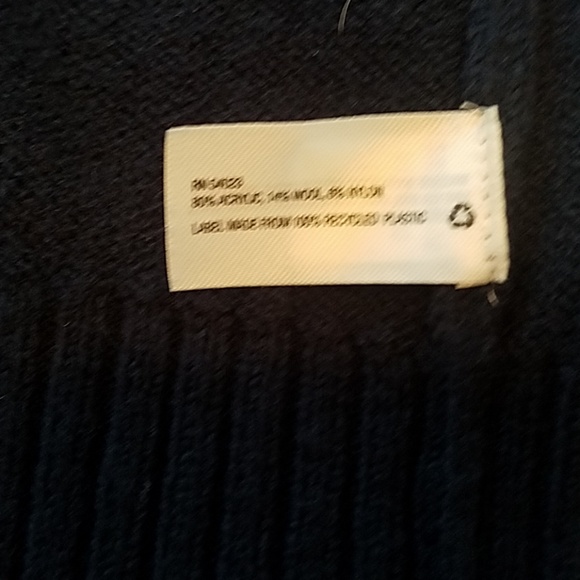 RN 54023
80% ACRYLIC, 14% WOOL, 6% NYLON
LABEL MADE FROM 100% RECYCLED PLASTIC